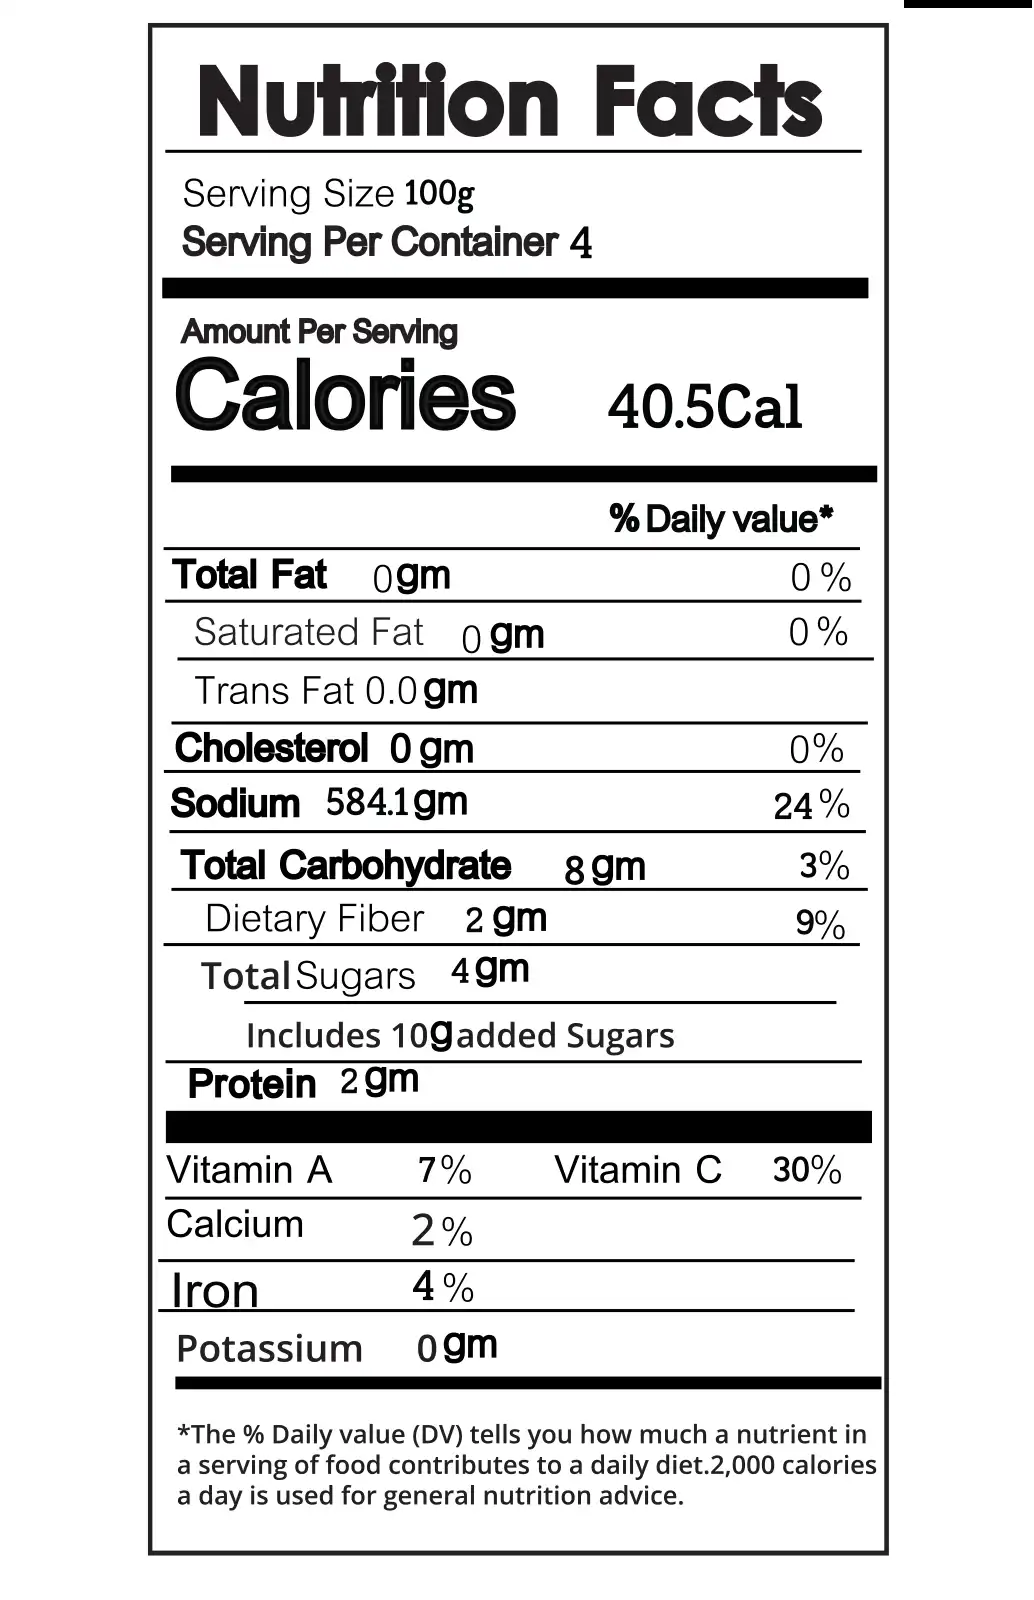 Nutrition Facts
Serving Size 100g
Serving Per Container 4
Amount Per Serving
Calories 40.5Cal
% Daily value*
Total Fat 0gm 0%
Saturated Fat 0 gm 0%
Trans Fat 0.0gm
Cholesterol 0 gm 0%
Sodium 584.1gm 24%
Total Carbohydrate 8gm 3%
Dietary Fiber 2 gm 9%
Total Sugars 4gm
Includes 10g added Sugars
Protein 2gm
Vitamin A 7% Vitamin C 30%
Calcium 2%
Iron 4%
Potassium 0gm
*The % Daily value (DV) tells you how much a nutrient in
a serving of food contributes to a daily diet.2,000 calories
a day is used for general nutrition advice.